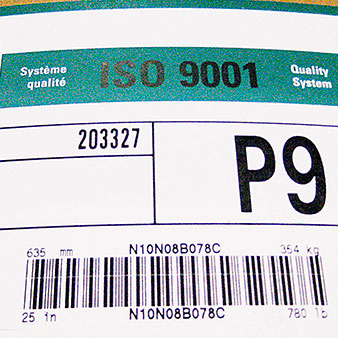 Système qualité ISO 9001 Quality System
203327
P9
635 mm N10N08B078C 354 kg
25 in N10N08B078C 780 lb